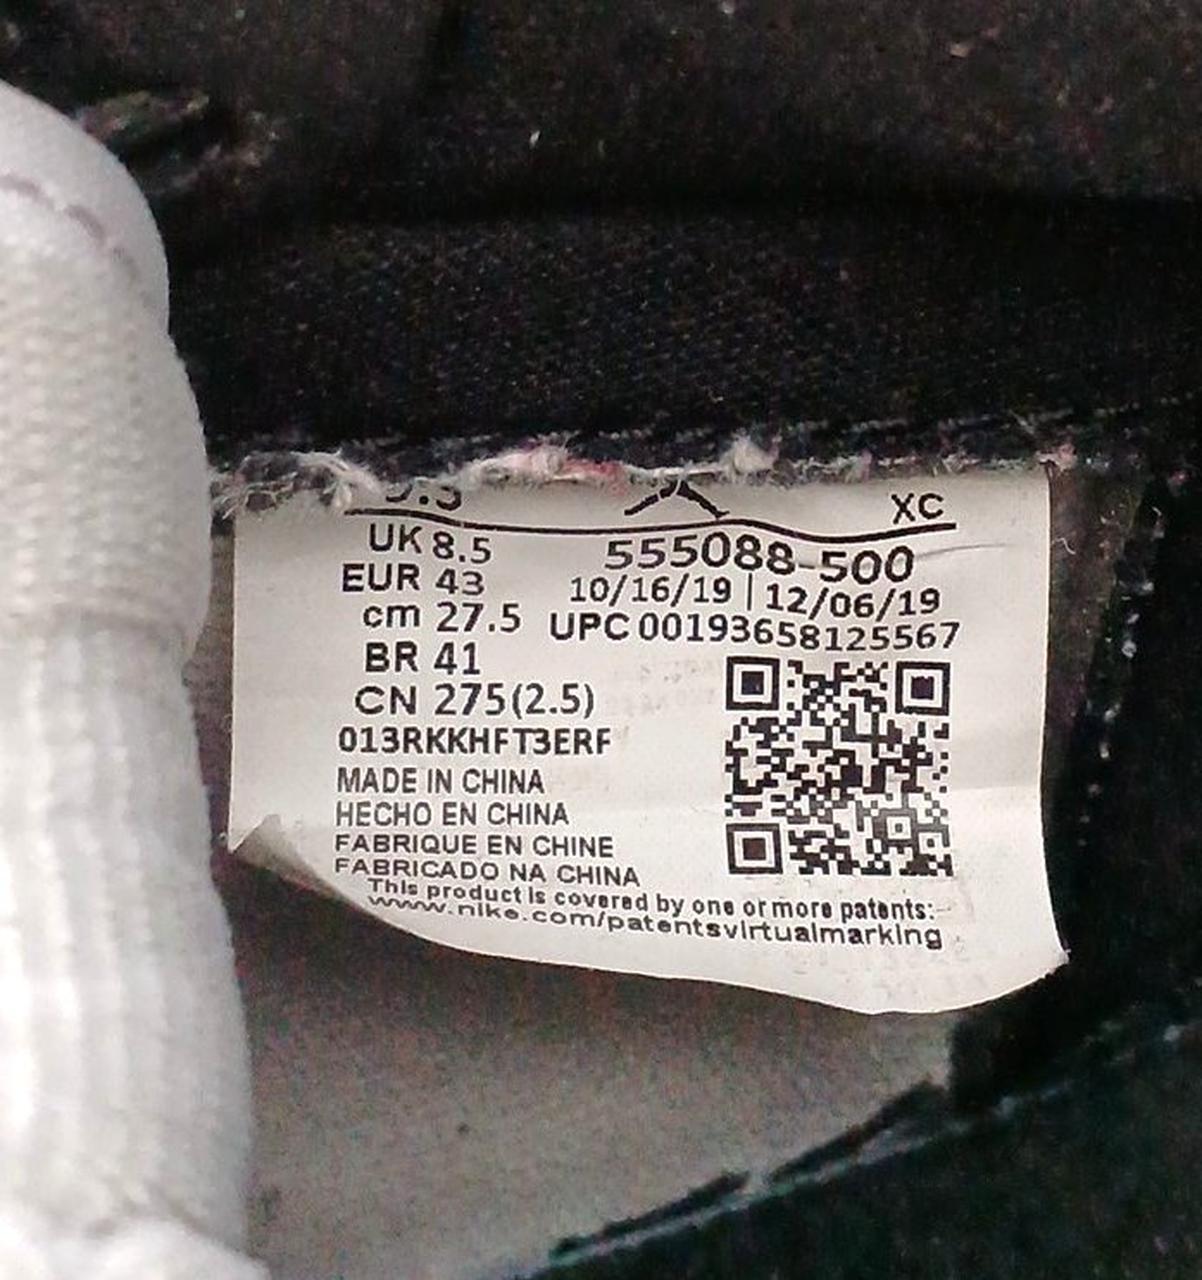 9.5 XC
UK 8.5 555088-500
EUR 43 10/16/19 | 12/06/19
cm 27.5 UPC 00193658125567
BR 41
CN 275(2.5)
013RKKHFT3ERF
MADE IN CHINA
HECHO EN CHINA
FABRIQUE EN CHINE
FABRICADO NA CHINA
This product is covered by one or more patents:
www.nike.com/patentsvirtualmarking